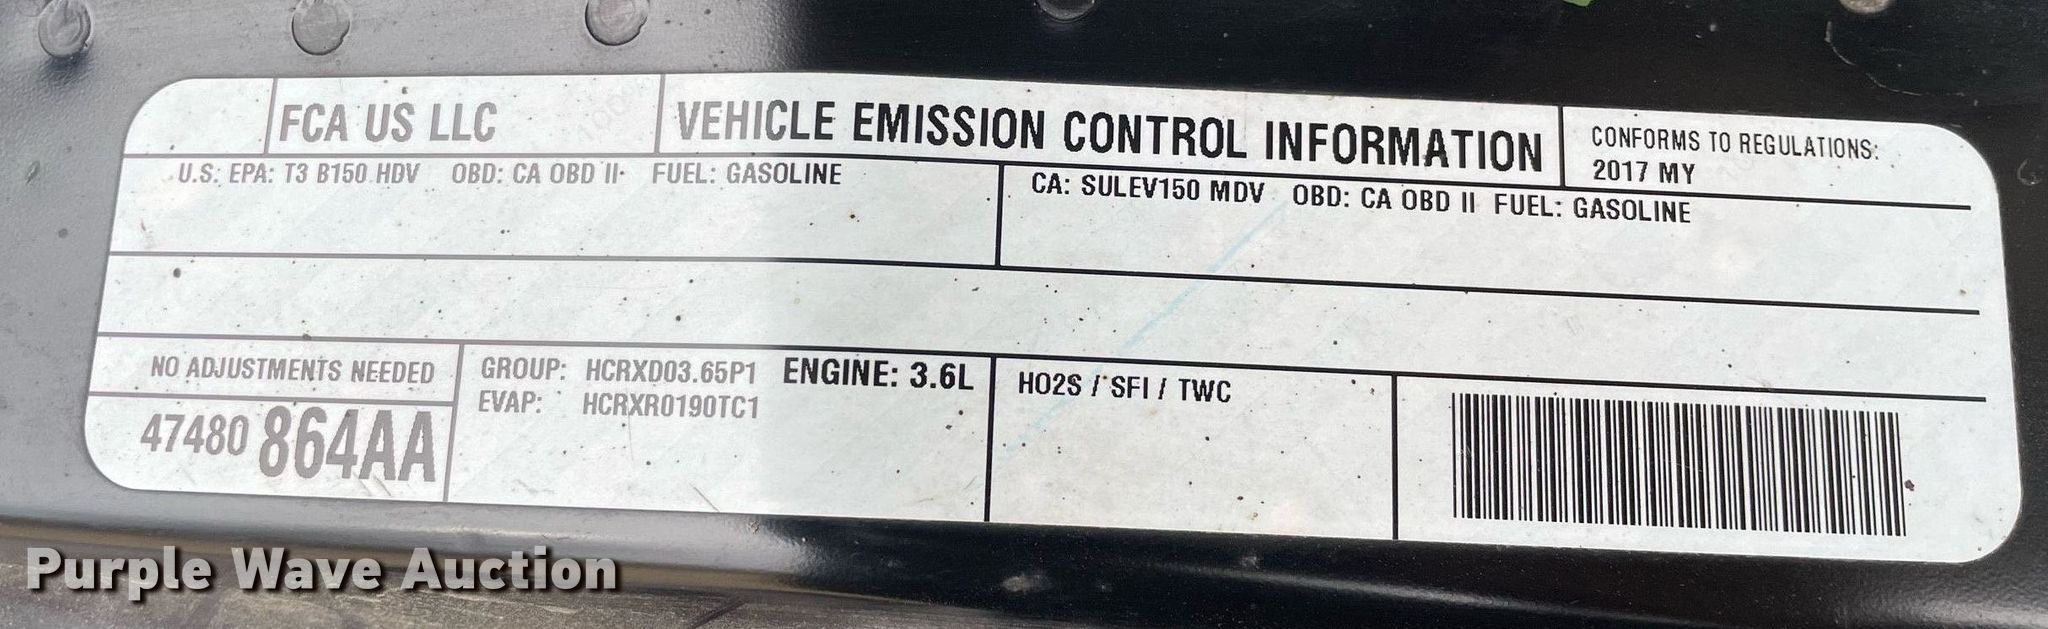 FCA US LLC
VEHICLE EMISSION CONTROL INFORMATION
CONFORMS TO REGULATIONS:
2017 MY
U.S: EPA: T3 B150 HDV OBD: CA OBD II FUEL: GASOLINE
CA: SULEV150 MDV OBD: CA OBD II FUEL: GASOLINE
NO ADJUSTMENTS NEEDED
47480 864AA
GROUP: HCRXD03.65P1 ENGINE: 3.6L
EVAP: HCRXR0190TC1
HO2S / SFI / TWC
Purple Wave Auction